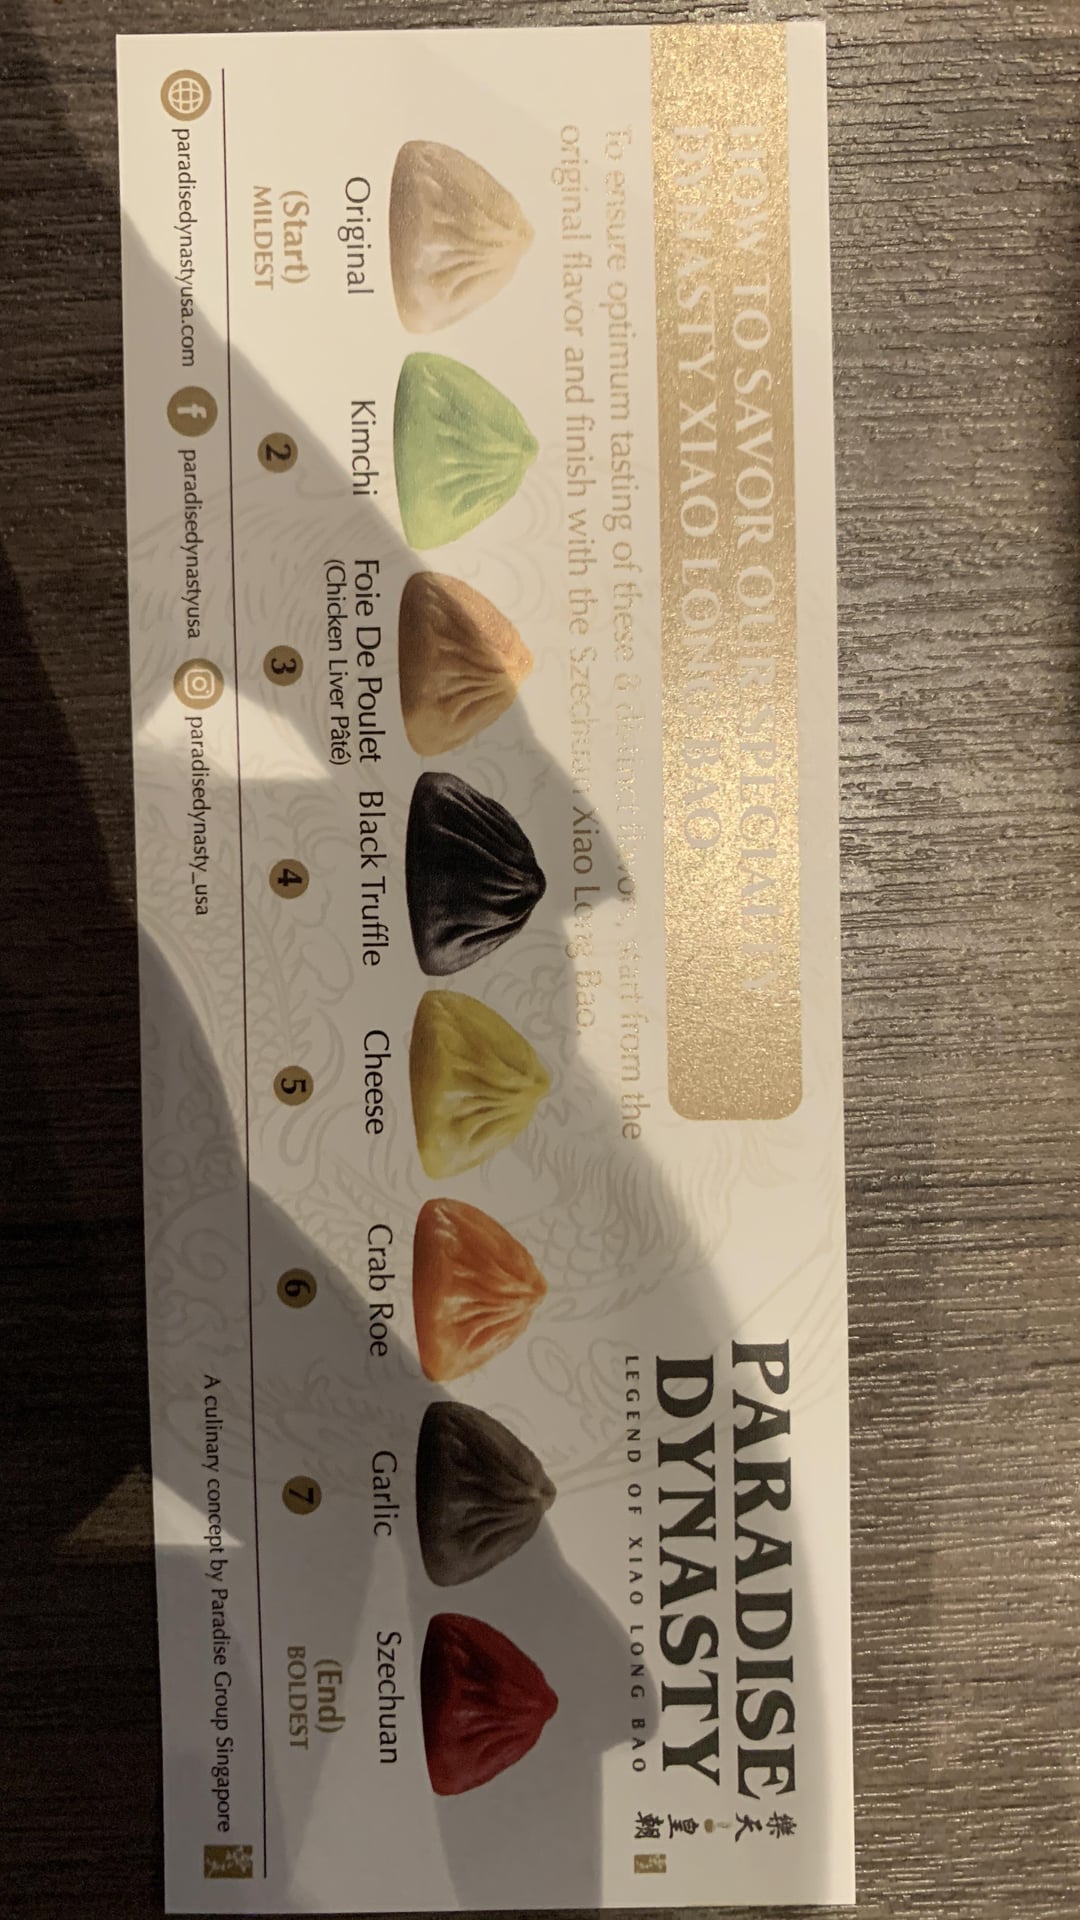 HOW TO SAVOR OUR SPECIALTY
DYNASTY XIAO LONG BAO
To ensure optimum tasting of these 8 distinct flavors, start from the
original flavor and finish with the Szechuan Xiao Long Bao.
PARADISE
DYNASTY
LEGEND OF XIAO LONG BAO
樂天皇朝
Original
Kimchi
Foie De Poulet
(Chicken Liver Pâté)
Black Truffle
Cheese
Crab Roe
Garlic
Szechuan
(Start)
MILDEST
2
3
4
5
6
7
(End)
BOLDEST
paradisedynastyusa.com
f paradisedynastyusa
paradisedynasty_usa
A culinary concept by Paradise Group Singapore